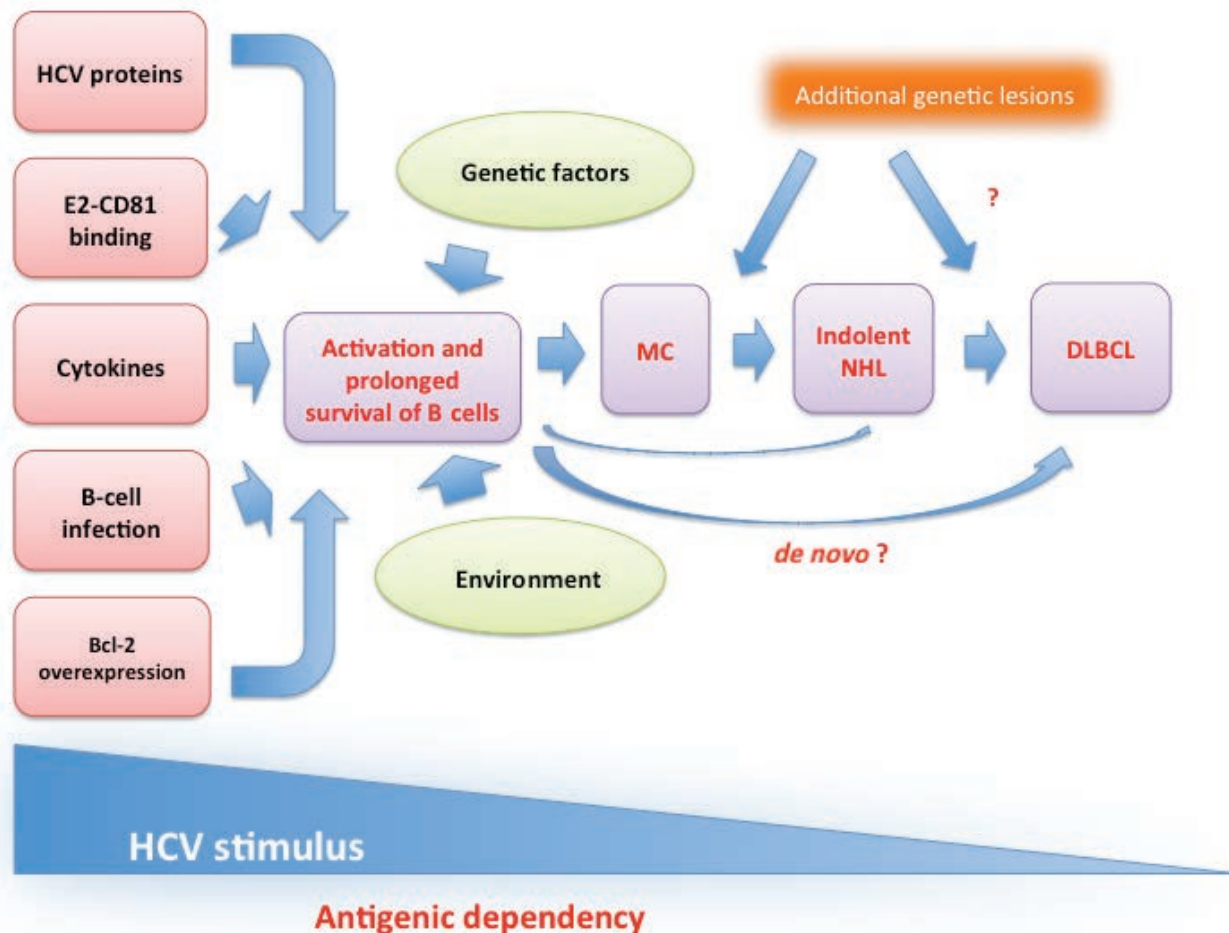 HCV proteins
E2-CD81
binding
Cytokines
B-cell
infection
Bcl-2
overexpression
Genetic factors
Activation and
prolonged
survival of B cells
Environment
Additional genetic lesions
?
MC
Indolent
NHL
DLBCL
de novo ?
HCV stimulus
Antigenic dependency